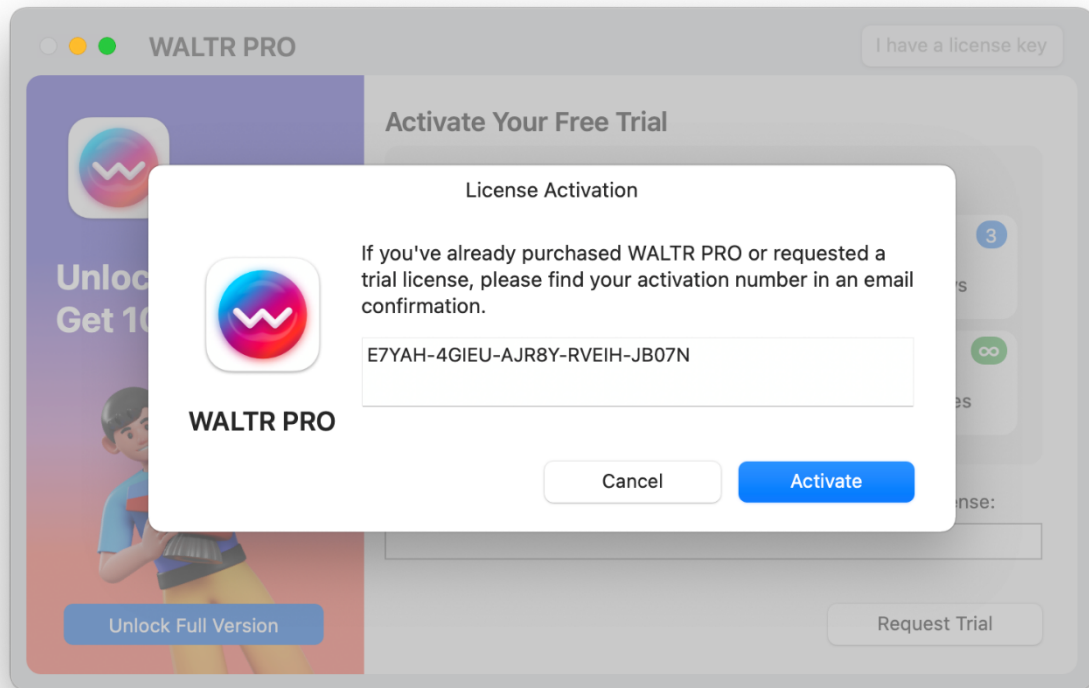 WALTR PRO
I have a license key
Activate Your Free Trial
License Activation
If you've already purchased WALTR PRO or requested a
trial license, please find your activation number in an email
confirmation.
E7YAH-4GIEU-AJR8Y-RVEIH-JB07N
WALTR PRO
Cancel
Activate
3
Unlock Full Version
Request Trial